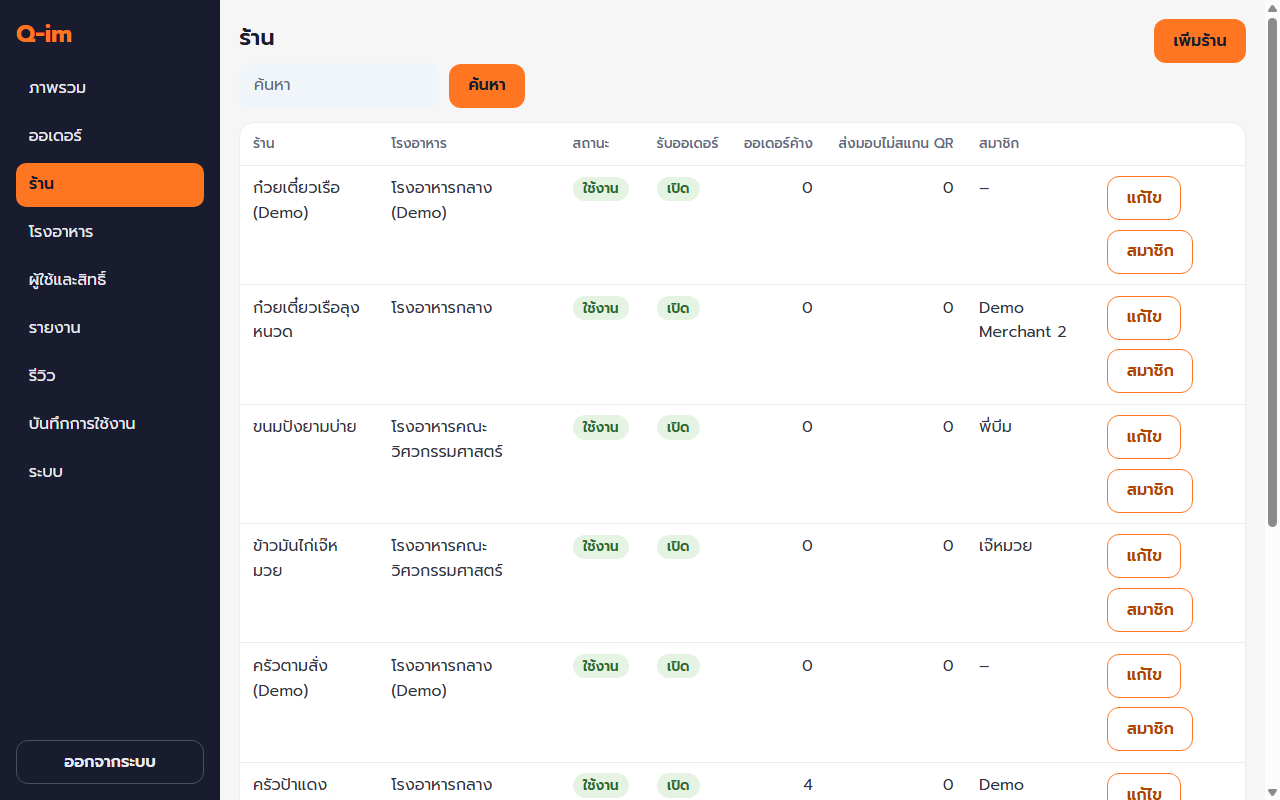 Q-im
ภาพรวม
ออเดอร์
ร้าน
โรงอาหาร
ผู้ใช้และสิทธิ์
รายงาน
รีวิว
บันทึกการใช้งาน
ระบบ
ออกจากระบบ
ร้าน
เพิ่มร้าน
ค้นหา
ค้นหา
ร้าน โรงอาหาร สถานะ รับออเดอร์ ออเดอร์ค้าง ส่งมอบไม่สแกน QR สมาชิก
ก๋วยเตี๋ยวเรือ โรงอาหารกลาง ใช้งาน เปิด 0 0 – แก้ไข
(Demo) (Demo)
สมาชิก
ก๋วยเตี๋ยวเรือลุง โรงอาหารกลาง ใช้งาน เปิด 0 0 Demo แก้ไข
หนวด Merchant 2
สมาชิก
ขนมปังยามบ่าย โรงอาหารคณะ ใช้งาน เปิด 0 0 พี่บีม แก้ไข
วิศวกรรมศาสตร์
สมาชิก
ข้าวมันไก่เจ๊ห โรงอาหารคณะ ใช้งาน เปิด 0 0 เจ๊หมวย แก้ไข
มวย วิศวกรรมศาสตร์
สมาชิก
ครัวตามสั่ง โรงอาหารกลาง ใช้งาน เปิด 0 0 – แก้ไข
(Demo) (Demo)
สมาชิก
ครัวป้าแดง โรงอาหารกลาง ใช้งาน เปิด 4 0 Demo แก้ไข